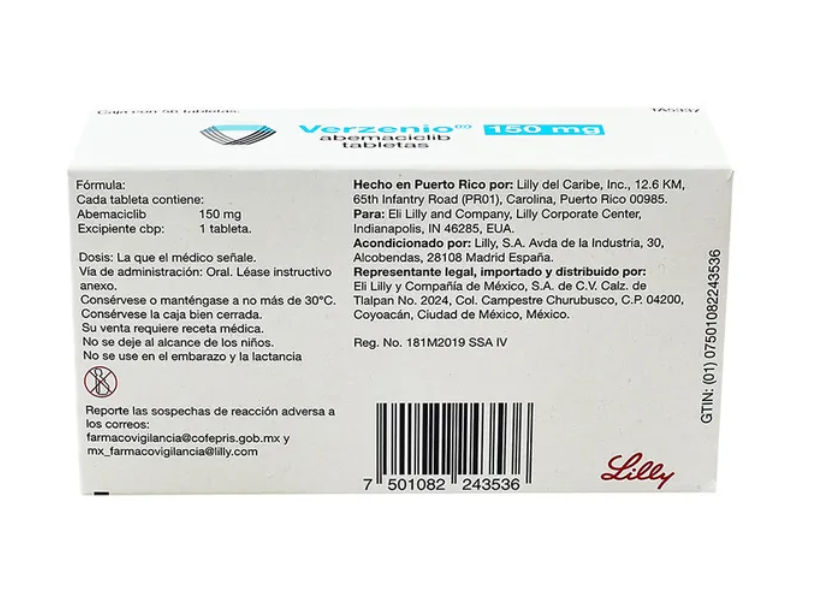 Caja con 56 tabletas.
1A5337
Verzenio 150 mg
abemaciclib
tabletas
Fórmula:
Cada tableta contiene:
Abemaciclib 150 mg
Excipiente cbp: 1 tableta.
Dosis: La que el médico señale.
Vía de administración: Oral. Léase instructivo
anexo.
Consérvese o manténgase a no más de 30°C.
Consérvese la caja bien cerrada.
Su venta requiere receta médica.
No se deje al alcance de los niños.
No se use en el embarazo y la lactancia
Reporte las sospechas de reacción adversa a
los correos:
farmacovigilancia@cofepris.gob.mx y
mx_farmacovigilancia@lilly.com
Hecho en Puerto Rico por: Lilly del Caribe, Inc., 12.6 KM,
65th Infantry Road (PR01), Carolina, Puerto Rico 00985.
Para: Eli Lilly and Company, Lilly Corporate Center,
Indianapolis, IN 46285, EUA.
Acondicionado por: Lilly, S.A. Avda de la Industria, 30,
Alcobendas, 28108 Madrid España.
Representante legal, importado y distribuido por:
Eli Lilly y Compañía de México, S.A. de C.V. Calz. de
Tlalpan No. 2024, Col. Campestre Churubusco, C.P. 04200,
Coyoacán, Ciudad de México, México.
Reg. No. 181M2019 SSA IV
7 501082 243536
Lilly
GTIN: (01) 07501082243536